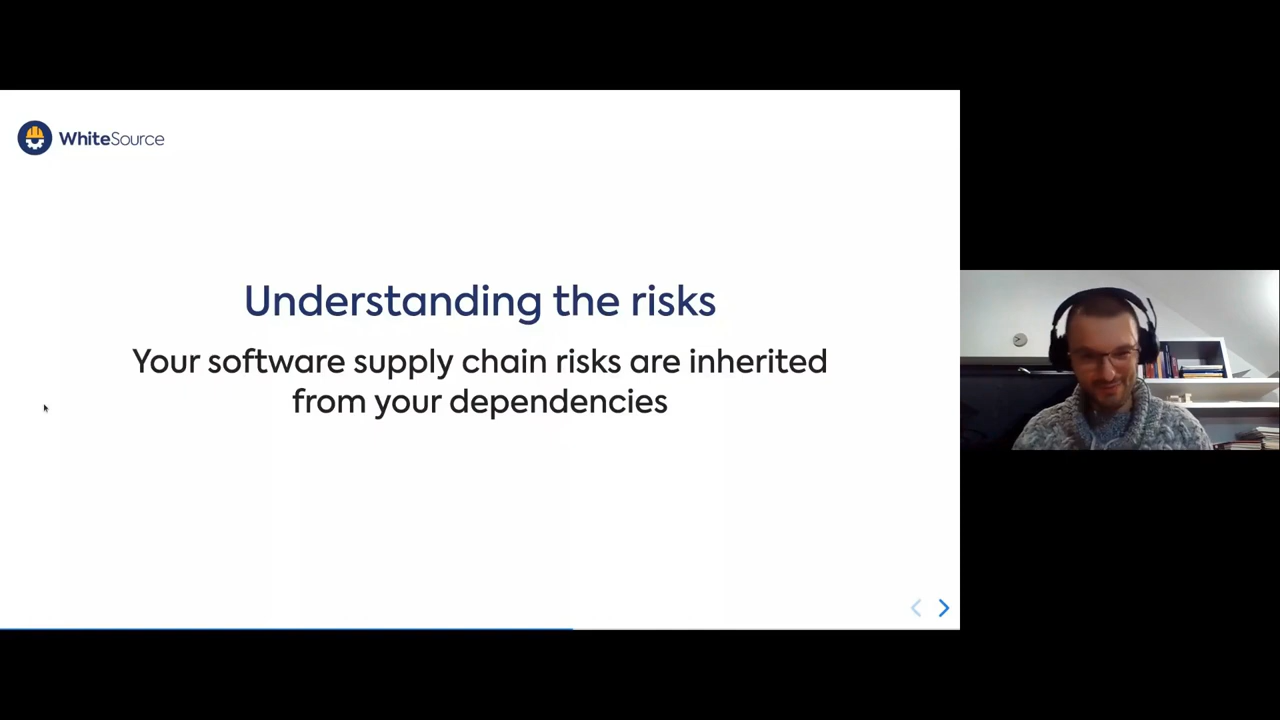 WhiteSource
Understanding the risks
Your software supply chain risks are inherited
from your dependencies